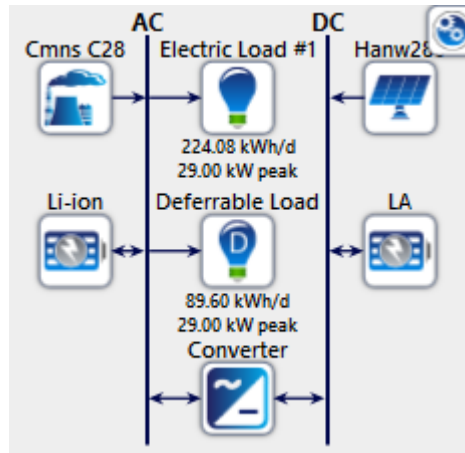 AC DC
Cmns C28 Electric Load #1
224.08 kWh/d
29.00 kW peak
Li-ion Deferrable Load LA
D
89.60 kWh/d
29.00 kW peak
Converter